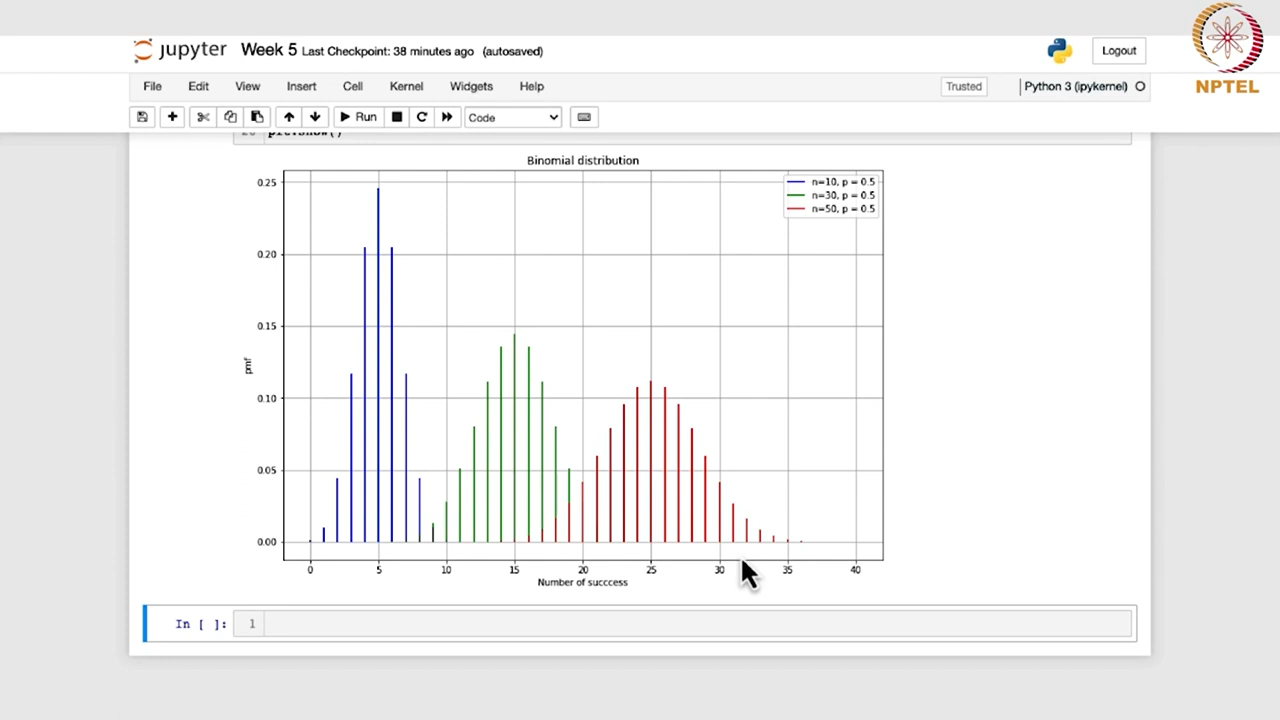 jupyter Week 5 Last Checkpoint: 38 minutes ago (autosaved)
Logout
NPTEL
File Edit View Insert Cell Kernel Widgets Help
Trusted
Python 3 (ipykernel)
Run
Code
Binomial distribution
n=10, p = 0.5
n=30, p = 0.5
n=50, p = 0.5
0.25
0.20
0.15
0.10
0.05
0.00
pmf
0 5 10 15 20 25 30 35 40
Number of succcess
In [ ]: 1